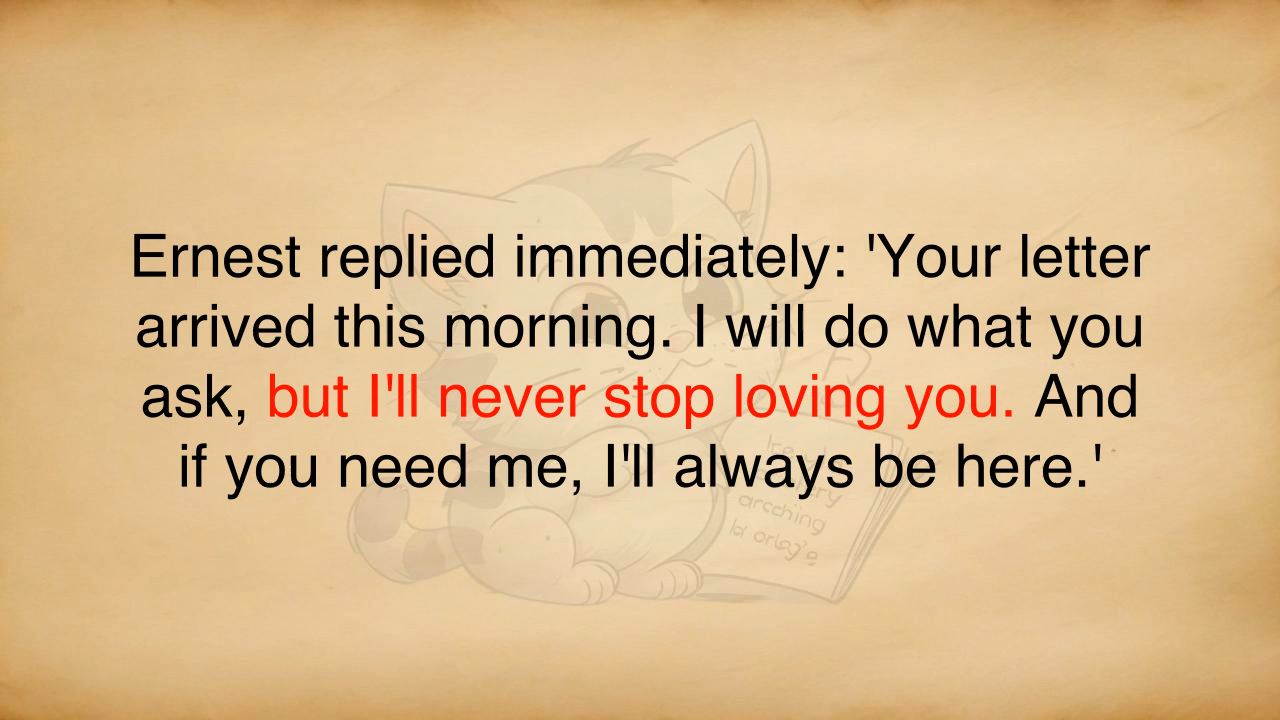 Ernest replied immediately: 'Your letter
arrived this morning. I will do what you
ask, but I'll never stop loving you. And
if you need me, I'll always be here.'
arcching